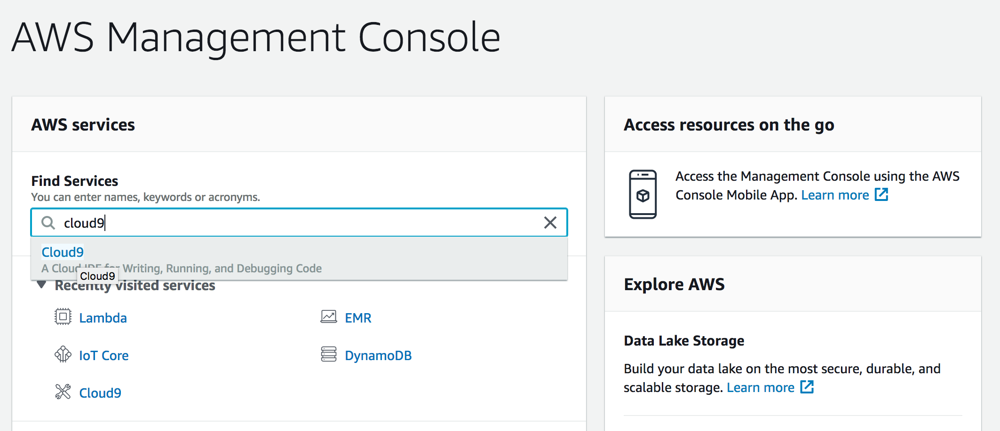 AWS Management Console
AWS services
Find Services
You can enter names, keywords or acronyms.
cloud9
Cloud9
A Cloud IDE for Writing, Running, and Debugging Code
Cloud9
Recently visited services
Lambda
EMR
IoT Core
DynamoDB
Cloud9
Access resources on the go
Access the Management Console using the AWS
Console Mobile App. Learn more
Explore AWS
Data Lake Storage
Build your data lake on the most secure, durable, and
scalable storage. Learn more